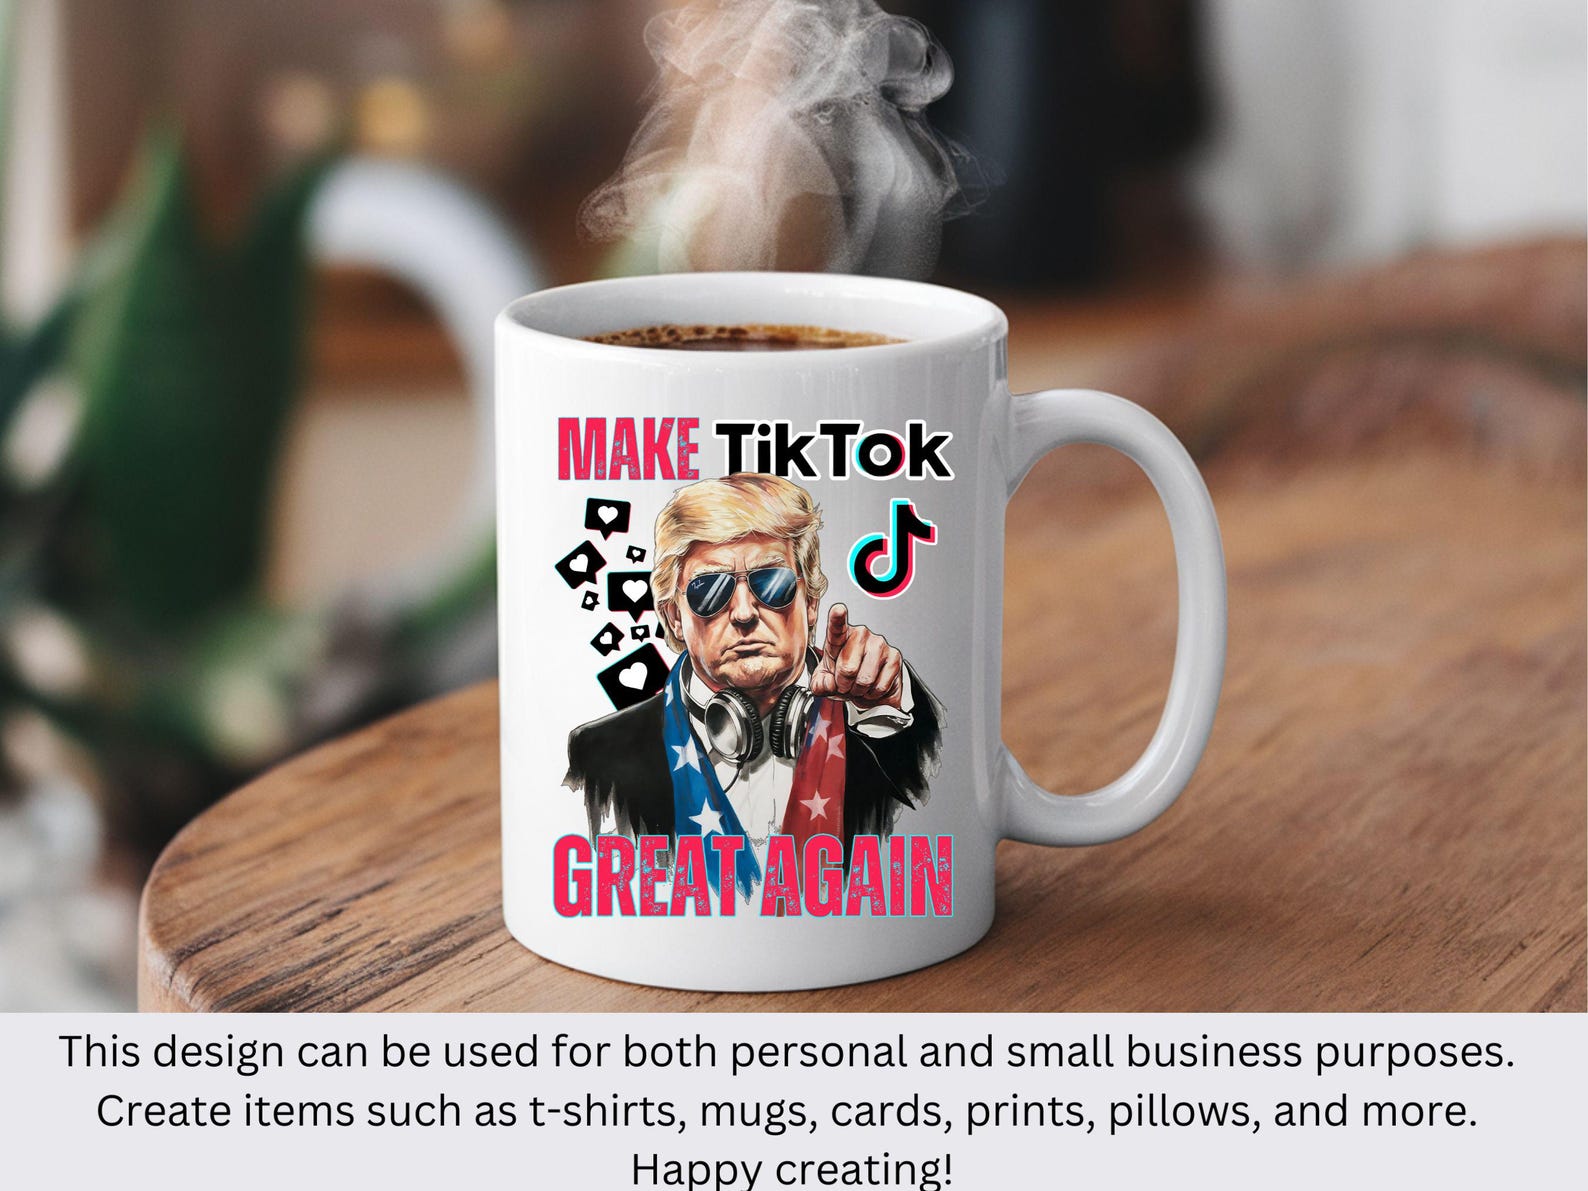 MAKE TikTok
GREAT AGAIN
This design can be used for both personal and small business purposes.
Create items such as t-shirts, mugs, cards, prints, pillows, and more.
Happy creating!